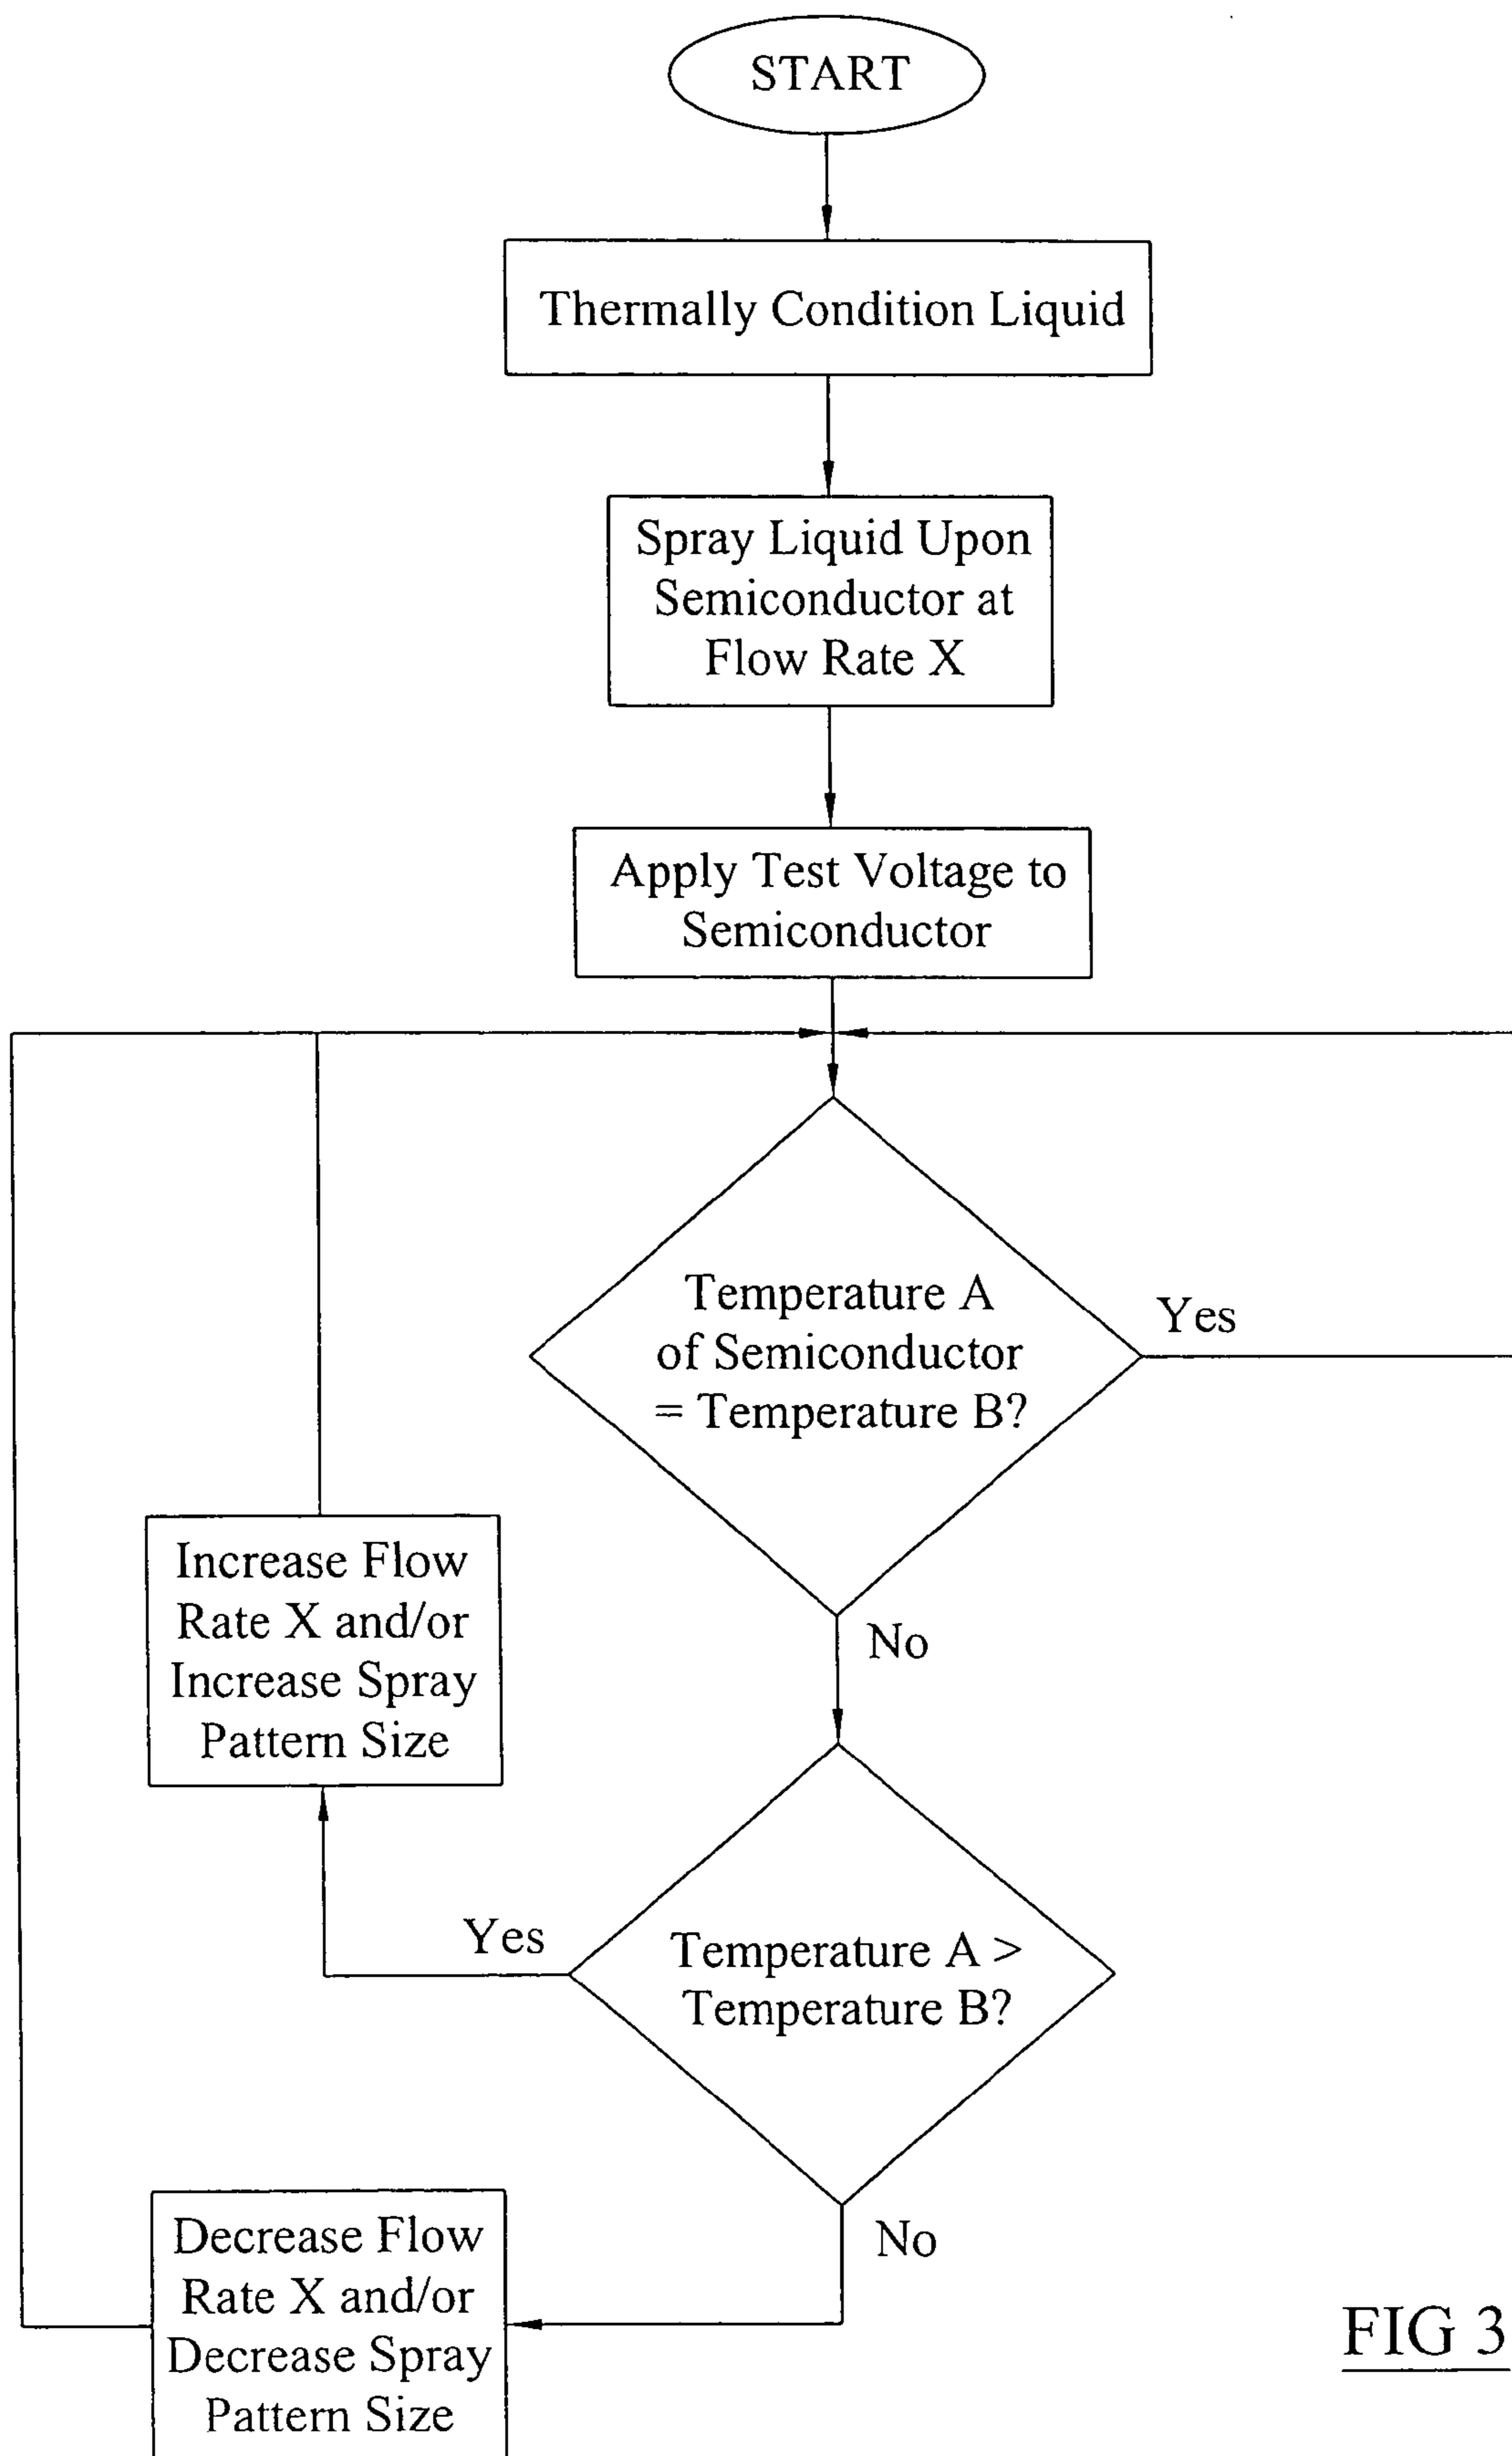 START
Thermally Condition Liquid
Spray Liquid Upon
Semiconductor at
Flow Rate X
Apply Test Voltage to
Semiconductor
Temperature A
of Semiconductor
= Temperature B?
Yes
No
Increase Flow
Rate X and/or
Increase Spray
Pattern Size
Yes
Temperature A >
Temperature B?
No
Decrease Flow
Rate X and/or
Decrease Spray
Pattern Size
FIG 3